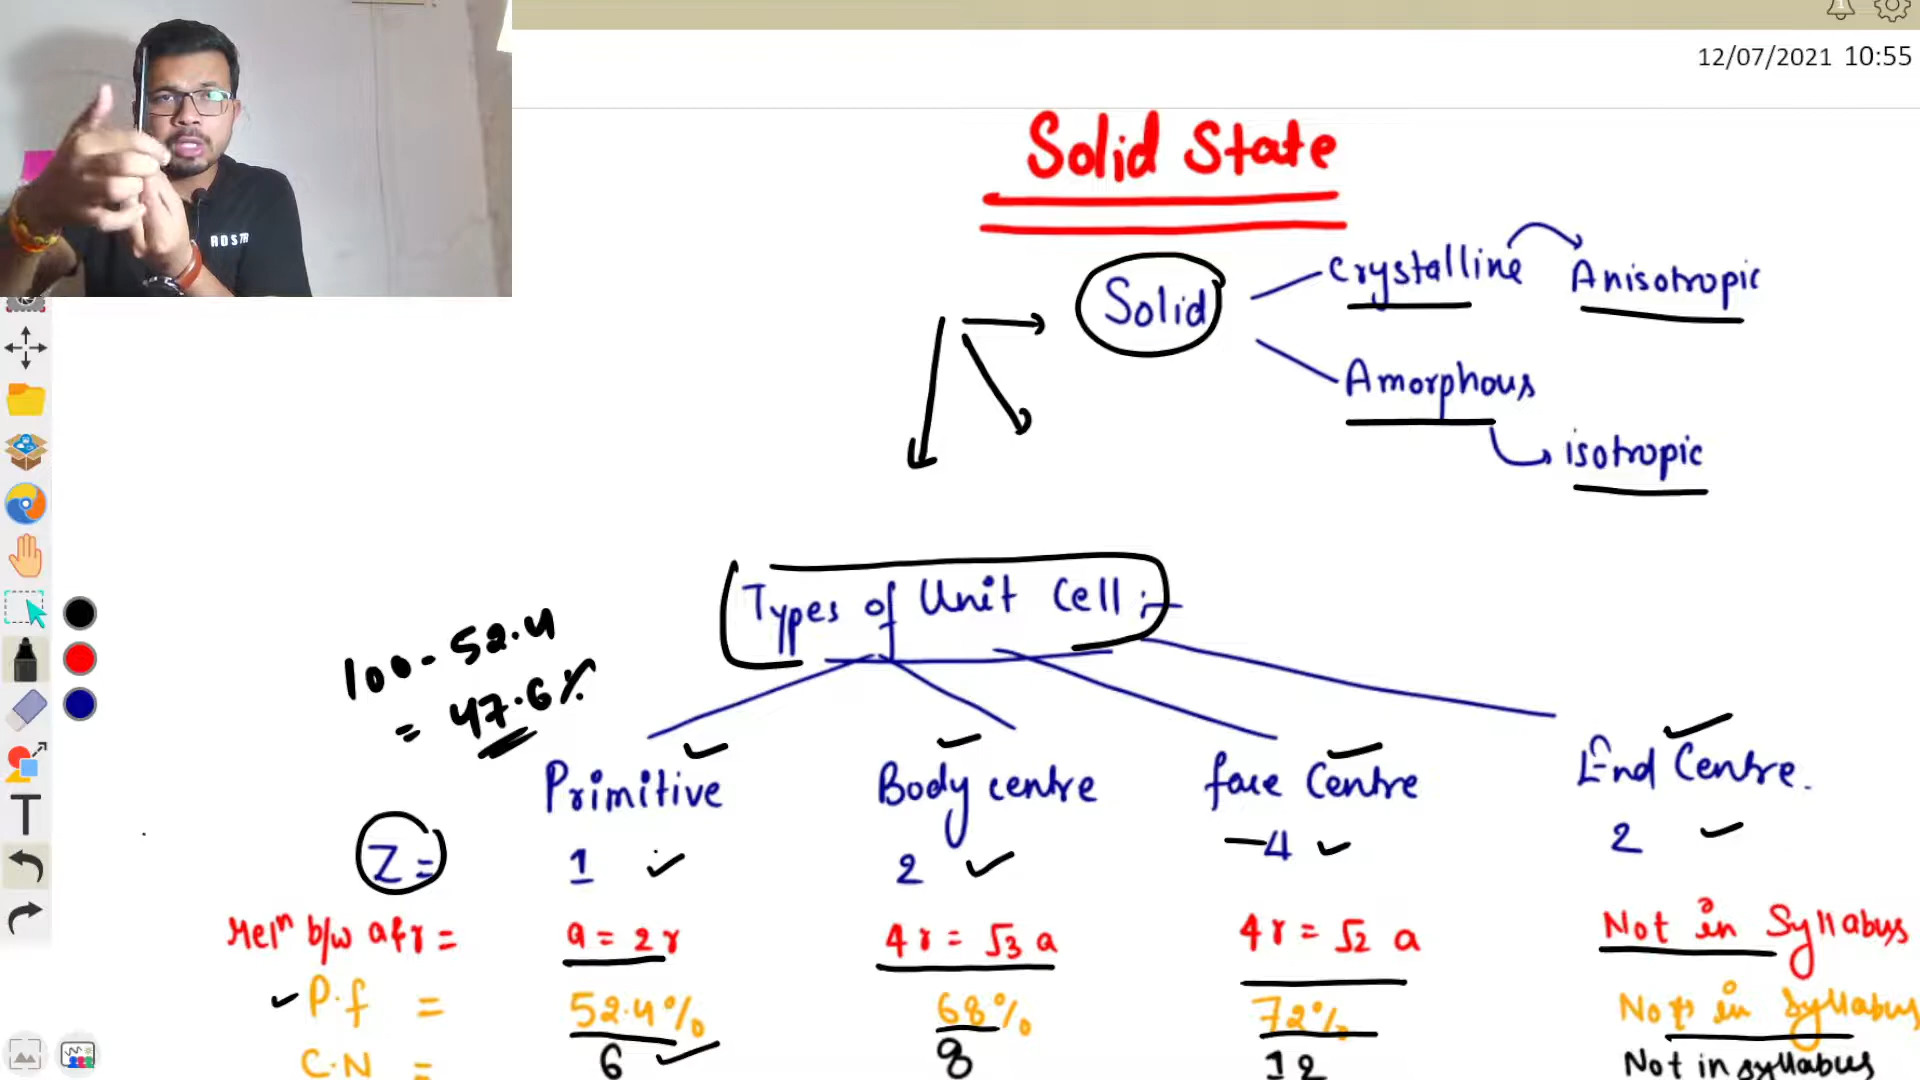 12/07/2021 10:55
Solid State
Solid
Crystalline
Anisotropic
Amorphous
isotropic
Types of Unit Cell :-
100 - 52.4
= 47.6%
Primitive
Body centre
face Centre
End Centre.
Z = 1 2 4 2
Relⁿ b/w a & r = a = 2r 4r = √3 a 4r = √2 a Not in Syllabus
P.f = 52.4% 68% 72% Not in Syllabus
C.N = 6 8 12 Not in syllabus
T